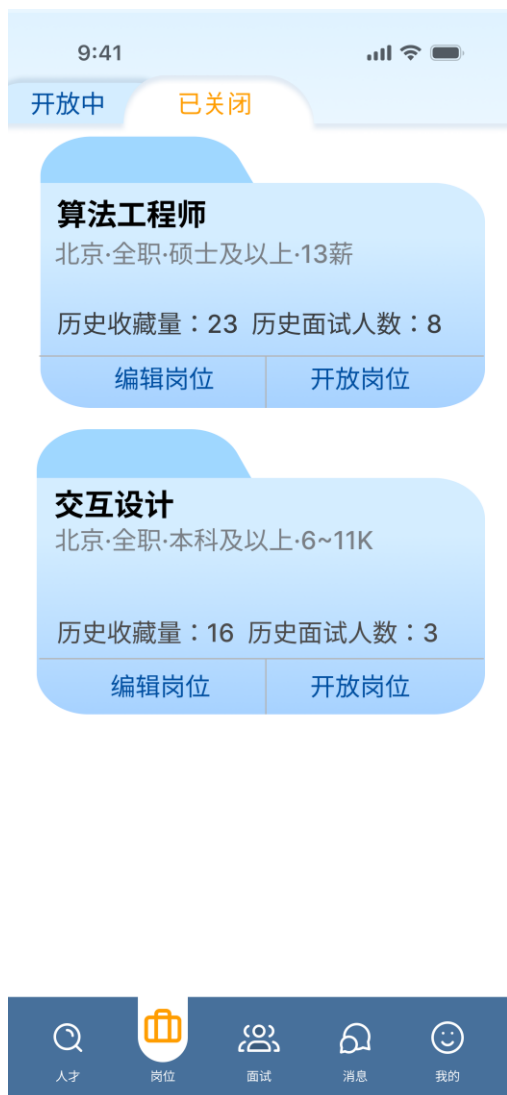 9:41
开放中 已关闭
算法工程师
北京·全职·硕士及以上·13薪
历史收藏量：23 历史面试人数：8
编辑岗位 开放岗位
交互设计
北京·全职·本科及以上·6~11K
历史收藏量：16 历史面试人数：3
编辑岗位 开放岗位
人才 岗位 面试 消息 我的